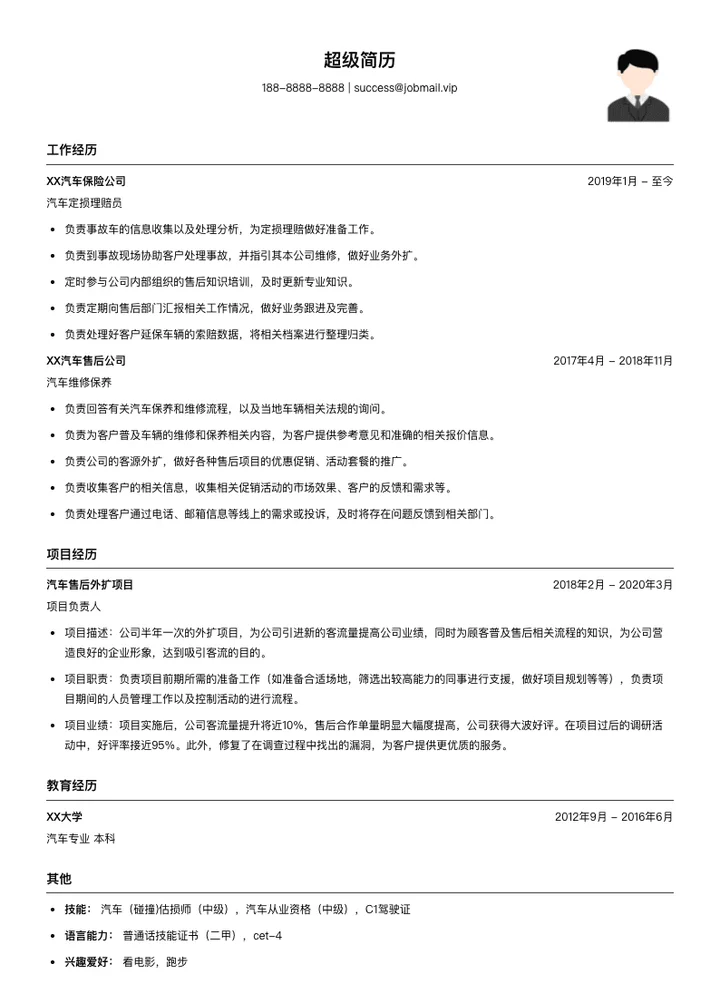 超级简历
188-8888-8888 | success@jobmail.vip
工作经历
XX汽车保险公司 2019年1月 – 至今
汽车定损理赔员
• 负责事故车的信息收集以及处理分析，为定损理赔做好准备工作。
• 负责到事故现场协助客户处理事故，并指引其本公司维修，做好业务外扩。
• 定时参与公司内部组织的售后知识培训，及时更新专业知识。
• 负责定期向售后部门汇报相关工作情况，做好业务跟进及完善。
• 负责处理好客户延保车辆的索赔数据，将相关档案进行整理归类。
XX汽车售后公司 2017年4月 – 2018年11月
汽车维修保养
• 负责回答有关汽车保养和维修流程，以及当地车辆相关法规的询问。
• 负责为客户普及车辆的维修和保养相关内容，为客户提供参考意见和准确的相关报价信息。
• 负责公司的客源外扩，做好各种售后项目的优惠促销、活动套餐的推广。
• 负责收集客户的相关信息，收集相关促销活动的市场效果、客户的反馈和需求等。
• 负责处理客户通过电话、邮箱信息等线上的需求或投诉，及时将存在问题反馈到相关部门。
项目经历
汽车售后外扩项目 2018年2月 – 2020年3月
项目负责人
• 项目描述：公司半年一次的外扩项目，为公司引进新的客流量提高公司业绩，同时为顾客普及售后相关流程的知识，为公司营
造良好的企业形象，达到吸引客流的目的。
• 项目职责：负责项目前期所需的准备工作（如准备合适场地，筛选出较高能力的同事进行支援，做好项目规划等等），负责项
目期间的人员管理工作以及控制活动的进行流程。
• 项目业绩：项目实施后，公司客流量提升将近10%，售后合作单量明显大幅度提高，公司获得大波好评。在项目过后的调研活
动中，好评率接近95%。此外，修复了在调查过程中找出的漏洞，为客户提供更优质的服务。
教育经历
XX大学 2012年9月 – 2016年6月
汽车专业 本科
其他
• 技能： 汽车（碰撞)估损师（中级），汽车从业资格（中级），C1驾驶证
• 语言能力： 普通话技能证书（二甲），cet-4
• 兴趣爱好： 看电影，跑步